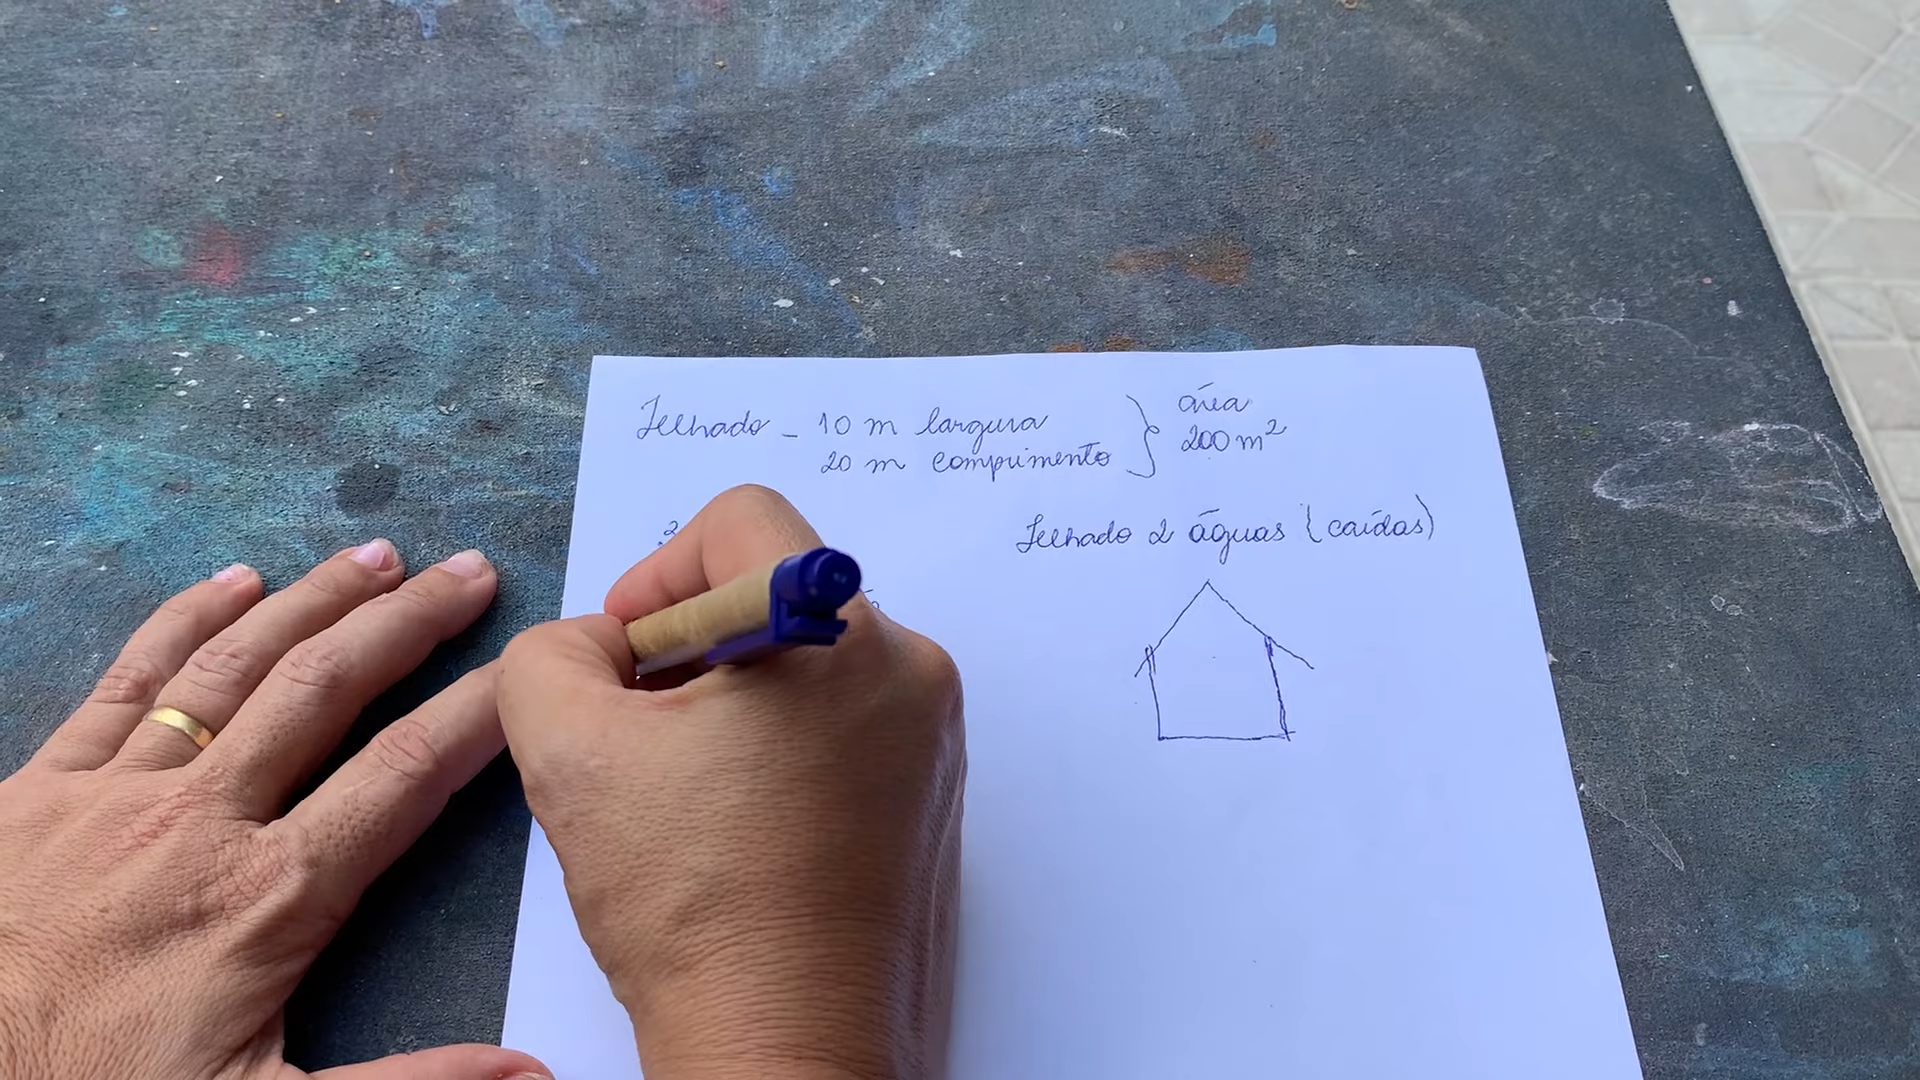 Telhado - 10 m largura
20 m comprimento
área
200 m²
Telhado 2 águas (caídas)